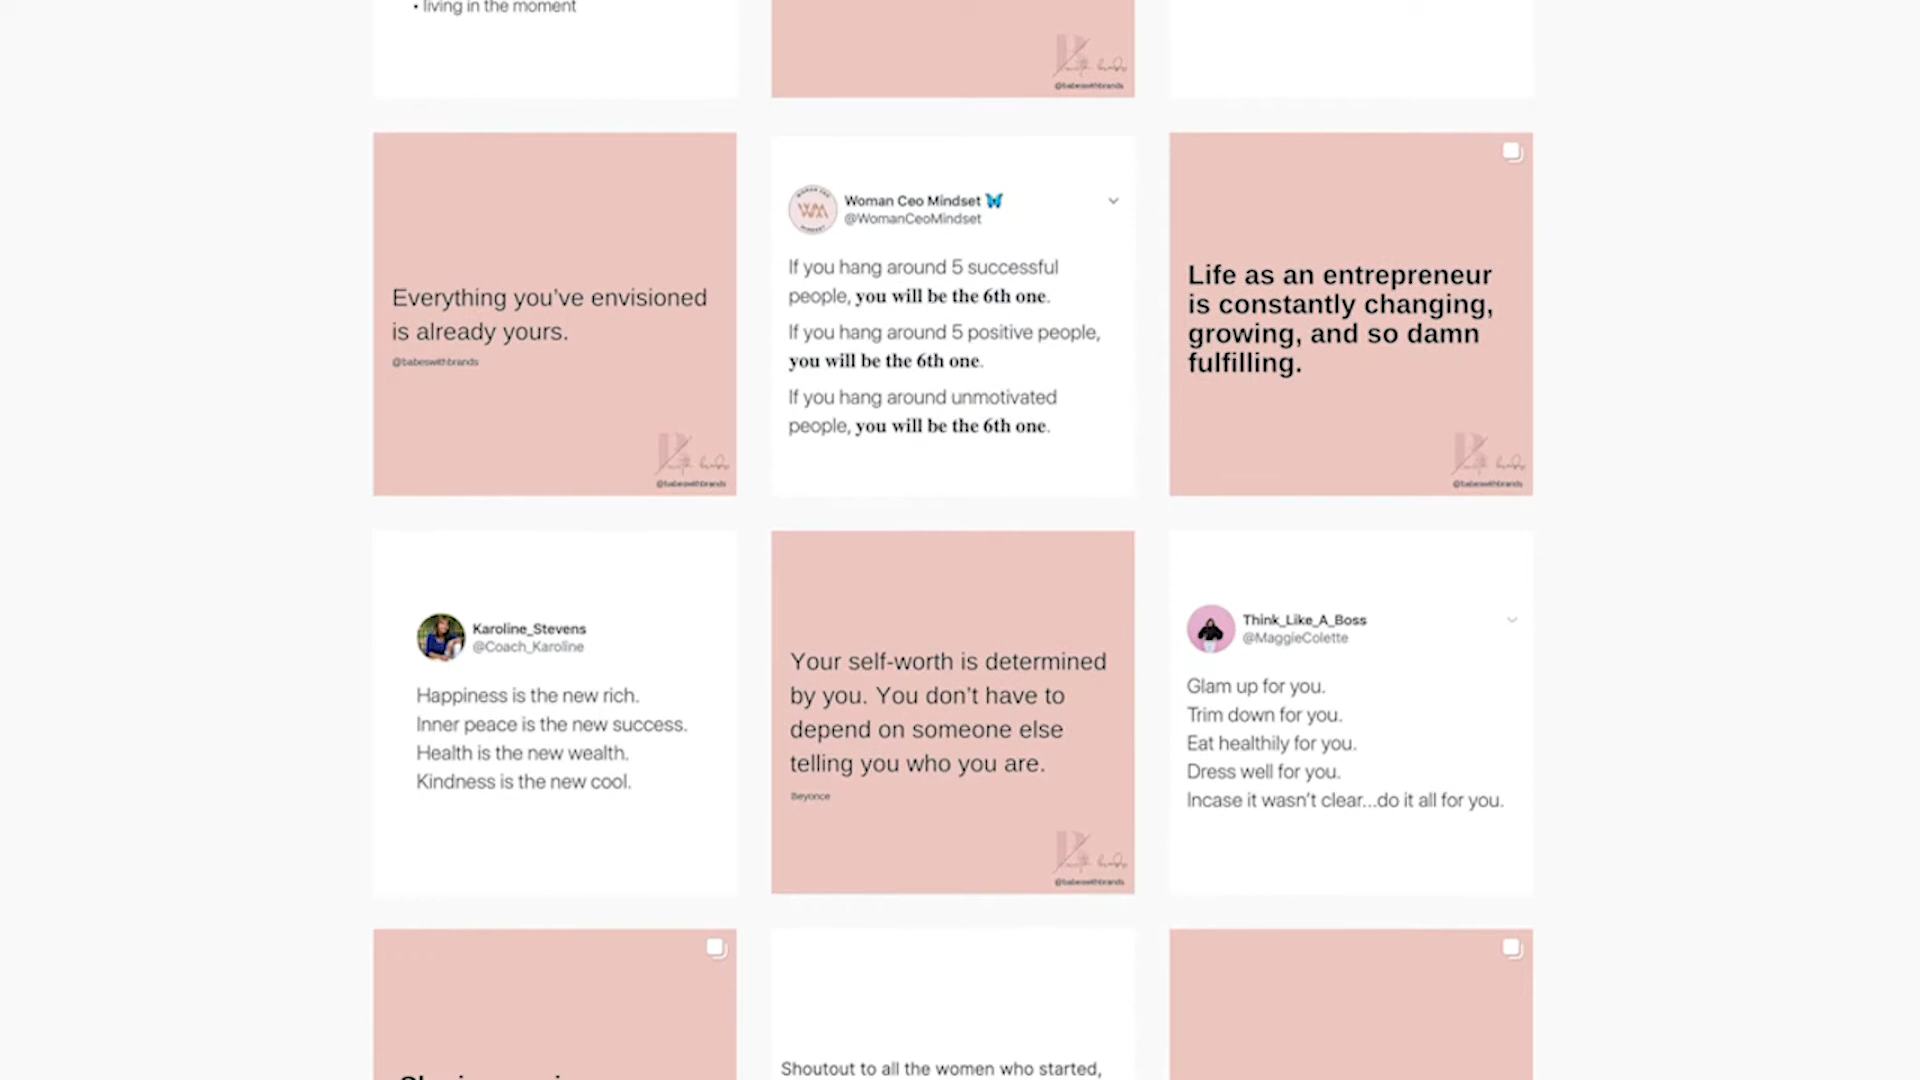 • living in the moment
@babeswithbrands
Everything you've envisioned
is already yours.
@babeswithbrands
@babeswithbrands
WM
Woman Ceo Mindset 🦋
@WomanCeoMindset
If you hang around 5 successful
people, you will be the 6th one.
If you hang around 5 positive people,
you will be the 6th one.
If you hang around unmotivated
people, you will be the 6th one.
Life as an entrepreneur
is constantly changing,
growing, and so damn
fulfilling.
@babeswithbrands
Karoline_Stevens
@Coach_Karoline
Happiness is the new rich.
Inner peace is the new success.
Health is the new wealth.
Kindness is the new cool.
Your self-worth is determined
by you. You don't have to
depend on someone else
telling you who you are.
Beyonce
@babeswithbrands
Think_Like_A_Boss
@MaggieColette
Glam up for you.
Trim down for you.
Eat healthily for you.
Dress well for you.
Incase it wasn't clear...do it all for you.
Shoutout to all the women who started,